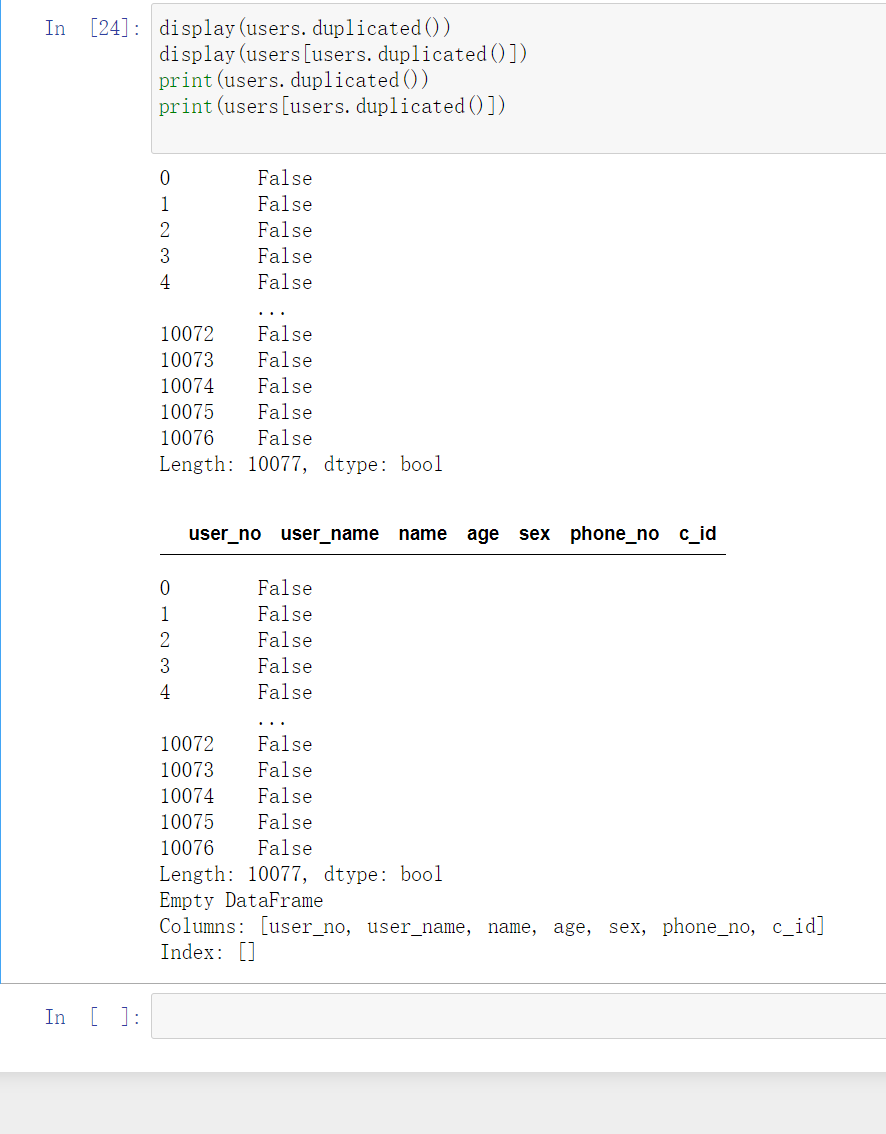 In [24]: display(users.duplicated())
display(users[users.duplicated()])
print(users.duplicated())
print(users[users.duplicated()])
0 False
1 False
2 False
3 False
4 False
...
10072 False
10073 False
10074 False
10075 False
10076 False
Length: 10077, dtype: bool
user_no user_name name age sex phone_no c_id
0 False
1 False
2 False
3 False
4 False
...
10072 False
10073 False
10074 False
10075 False
10076 False
Length: 10077, dtype: bool
Empty DataFrame
Columns: [user_no, user_name, name, age, sex, phone_no, c_id]
Index: []
In [ ]: